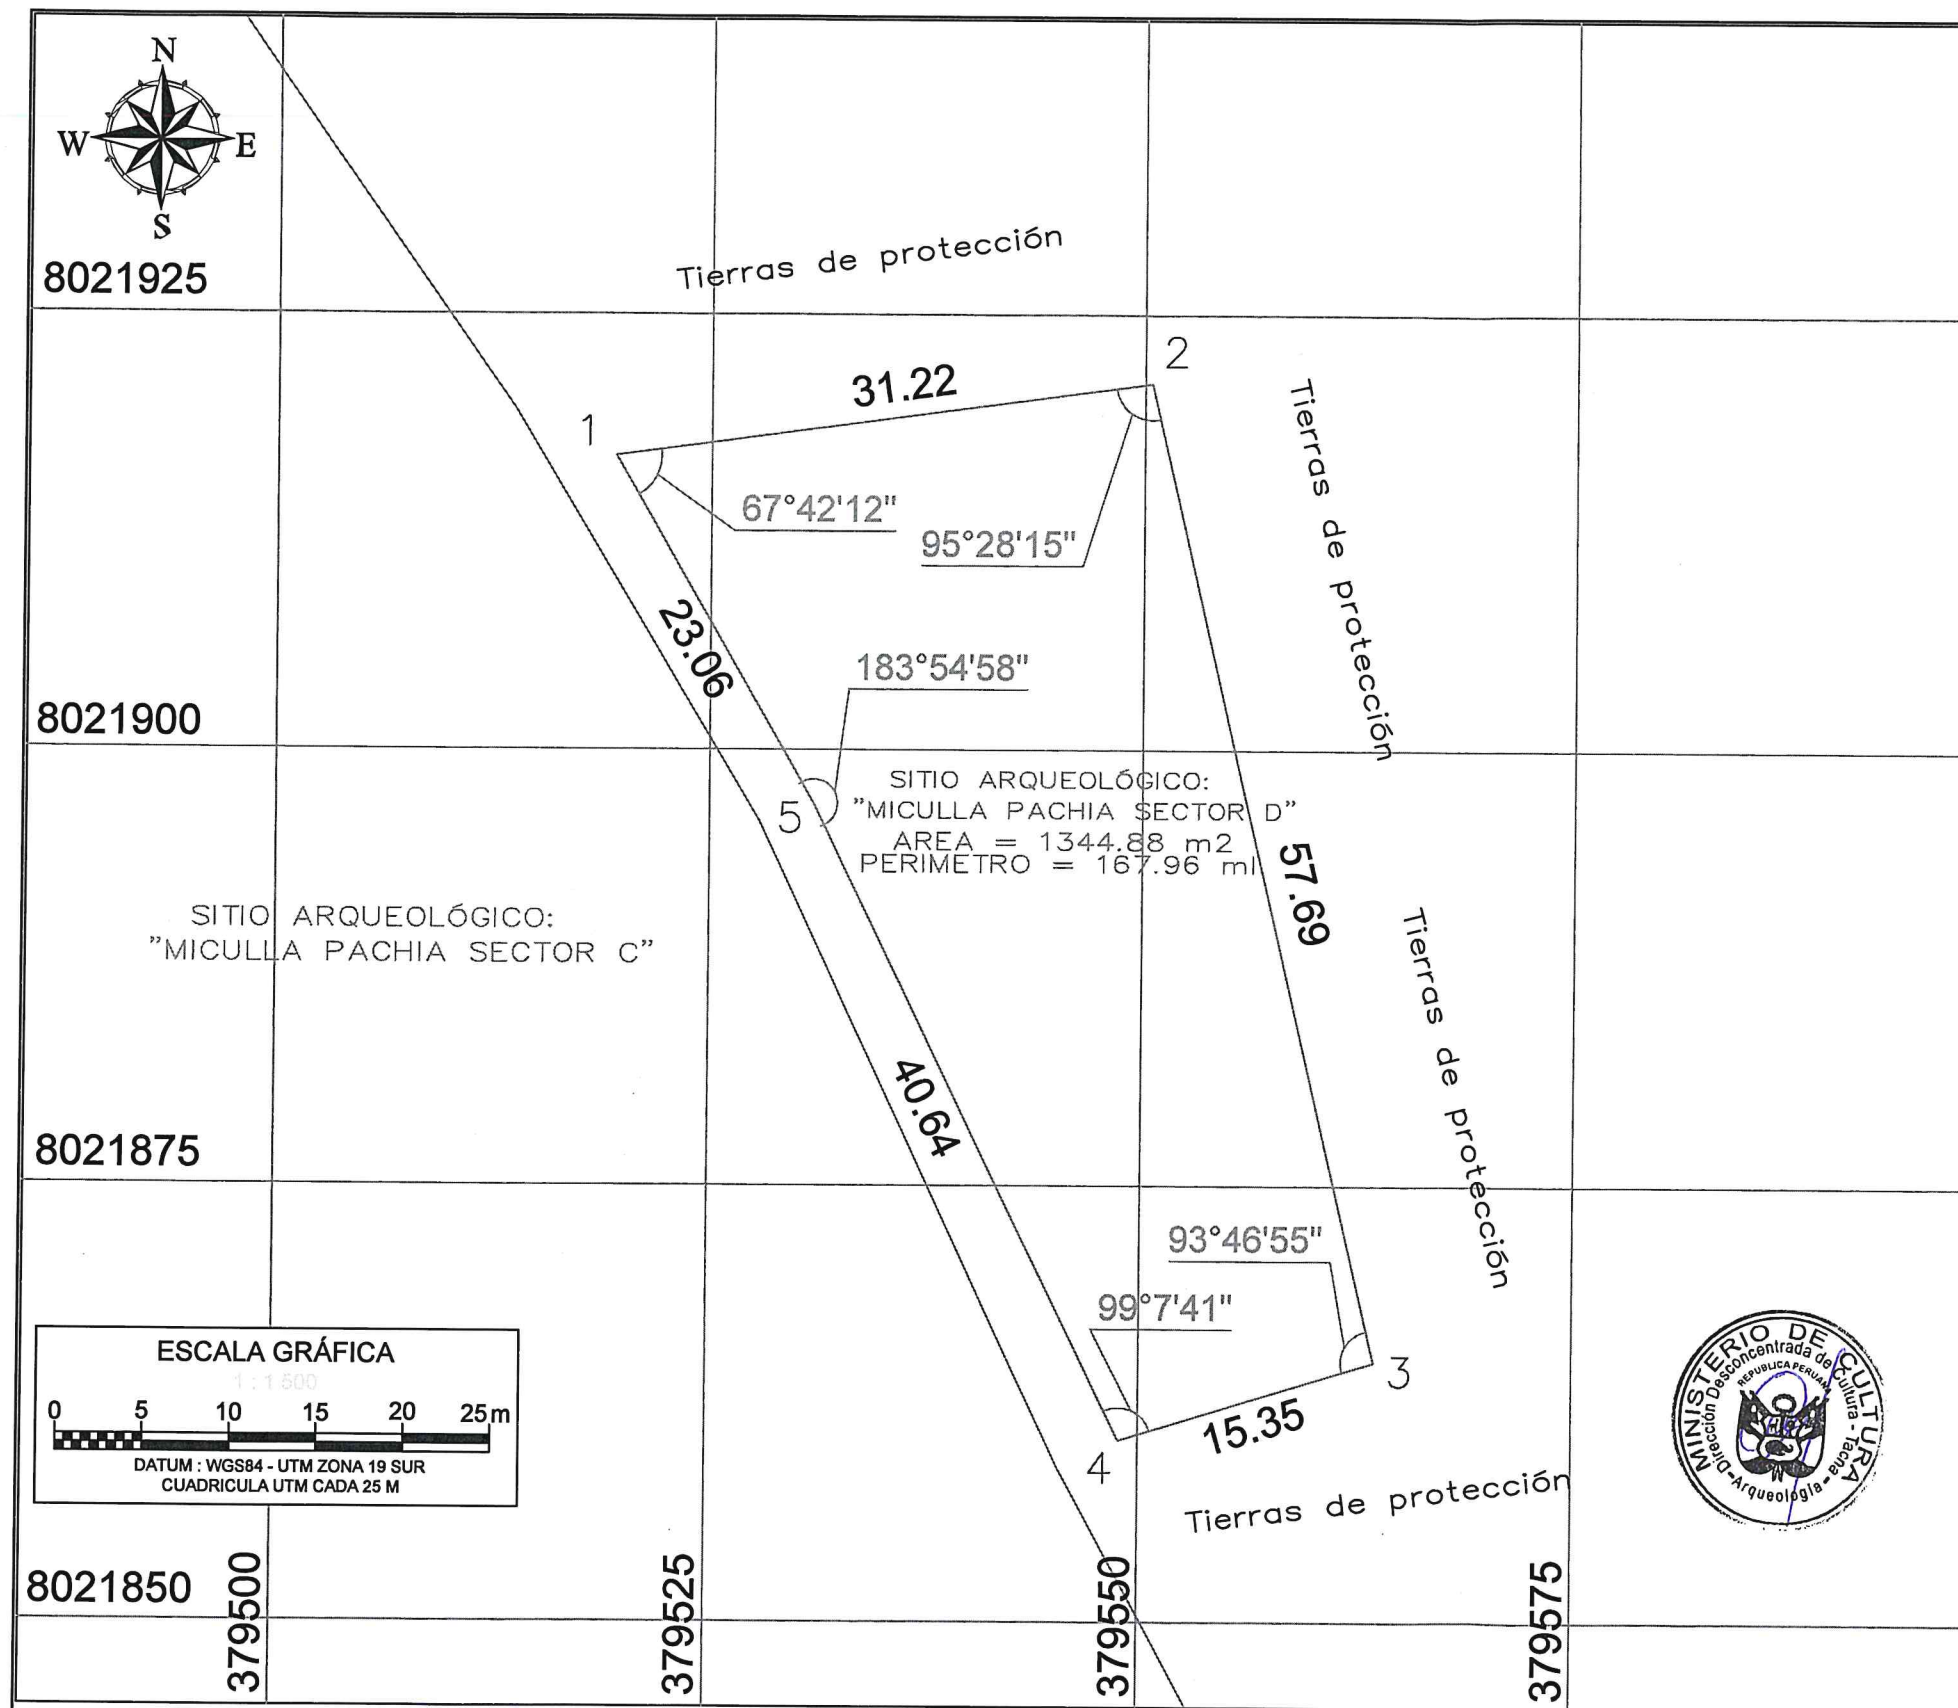 N
W E
S
8021925
Tierras de protección
2
31.22
1
67°42'12"
95°28'15"
Tierras de protección
23.06
183°54'58"
8021900
5
SITIO ARQUEOLÓGICO:
"MICULLA PACHIA SECTOR D"
AREA = 1344.88 m2
PERIMETRO = 167.96 ml
57.69
SITIO ARQUEOLÓGICO:
"MICULLA PACHIA SECTOR C"
Tierras de protección
40.64
8021875
93°46'55"
99°7'41"
3
15.35
4
Tierras de protección
ESCALA GRÁFICA
1 : 1 500
0 5 10 15 20 25m
DATUM : WGS84 - UTM ZONA 19 SUR
CUADRICULA UTM CADA 25 M
MINISTERIO DE CULTURA
Dirección Desconcentrada de Cultura - Tacna
REPUBLICA PERUANA
-Arqueología-
8021850
379500
379525
379550
379575